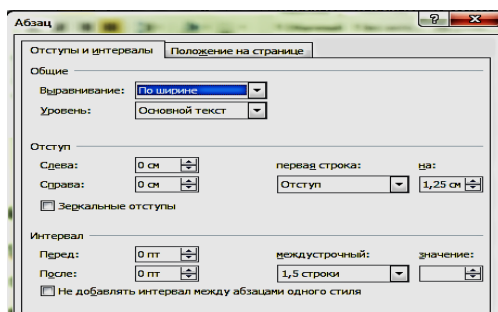 Абзац
Отступы и интервалы Положение на странице
Общие
Выравнивание: По ширине
Уровень: Основной текст
Отступ
Слева: 0 см первая строка: на:
Справа: 0 см Отступ 1,25 см
Зеркальные отступы
Интервал
Перед: 0 пт междустрочный: значение:
После: 0 пт 1,5 строки
Не добавлять интервал между абзацами одного стиля